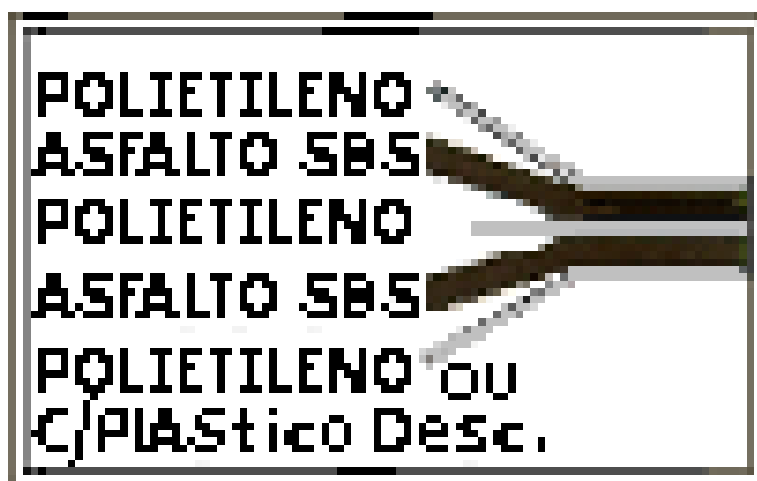 POLIETILENO
ASFALTO SBS
POLIETILENO
ASFALTO SBS
POLIETILENO OU
C/PlAStico Desc.